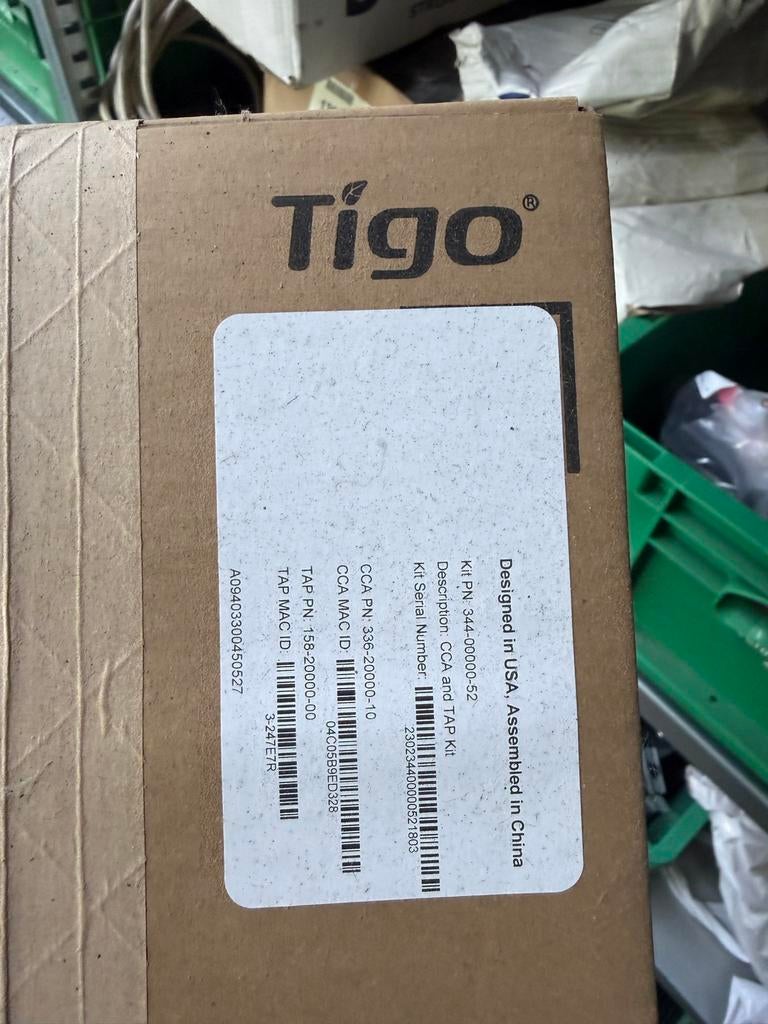 Tigo®
Designed in USA, Assembled in China
Kit PN: 344-00000-52
Description: CCA and TAP Kit
Kit Serial Number:
230234400000521803
CCA PN: 336-20000-10
CCA MAC ID:
04C05B9ED328
TAP PN: 158-20000-00
TAP MAC ID:
3-247E7R
A09403300450527